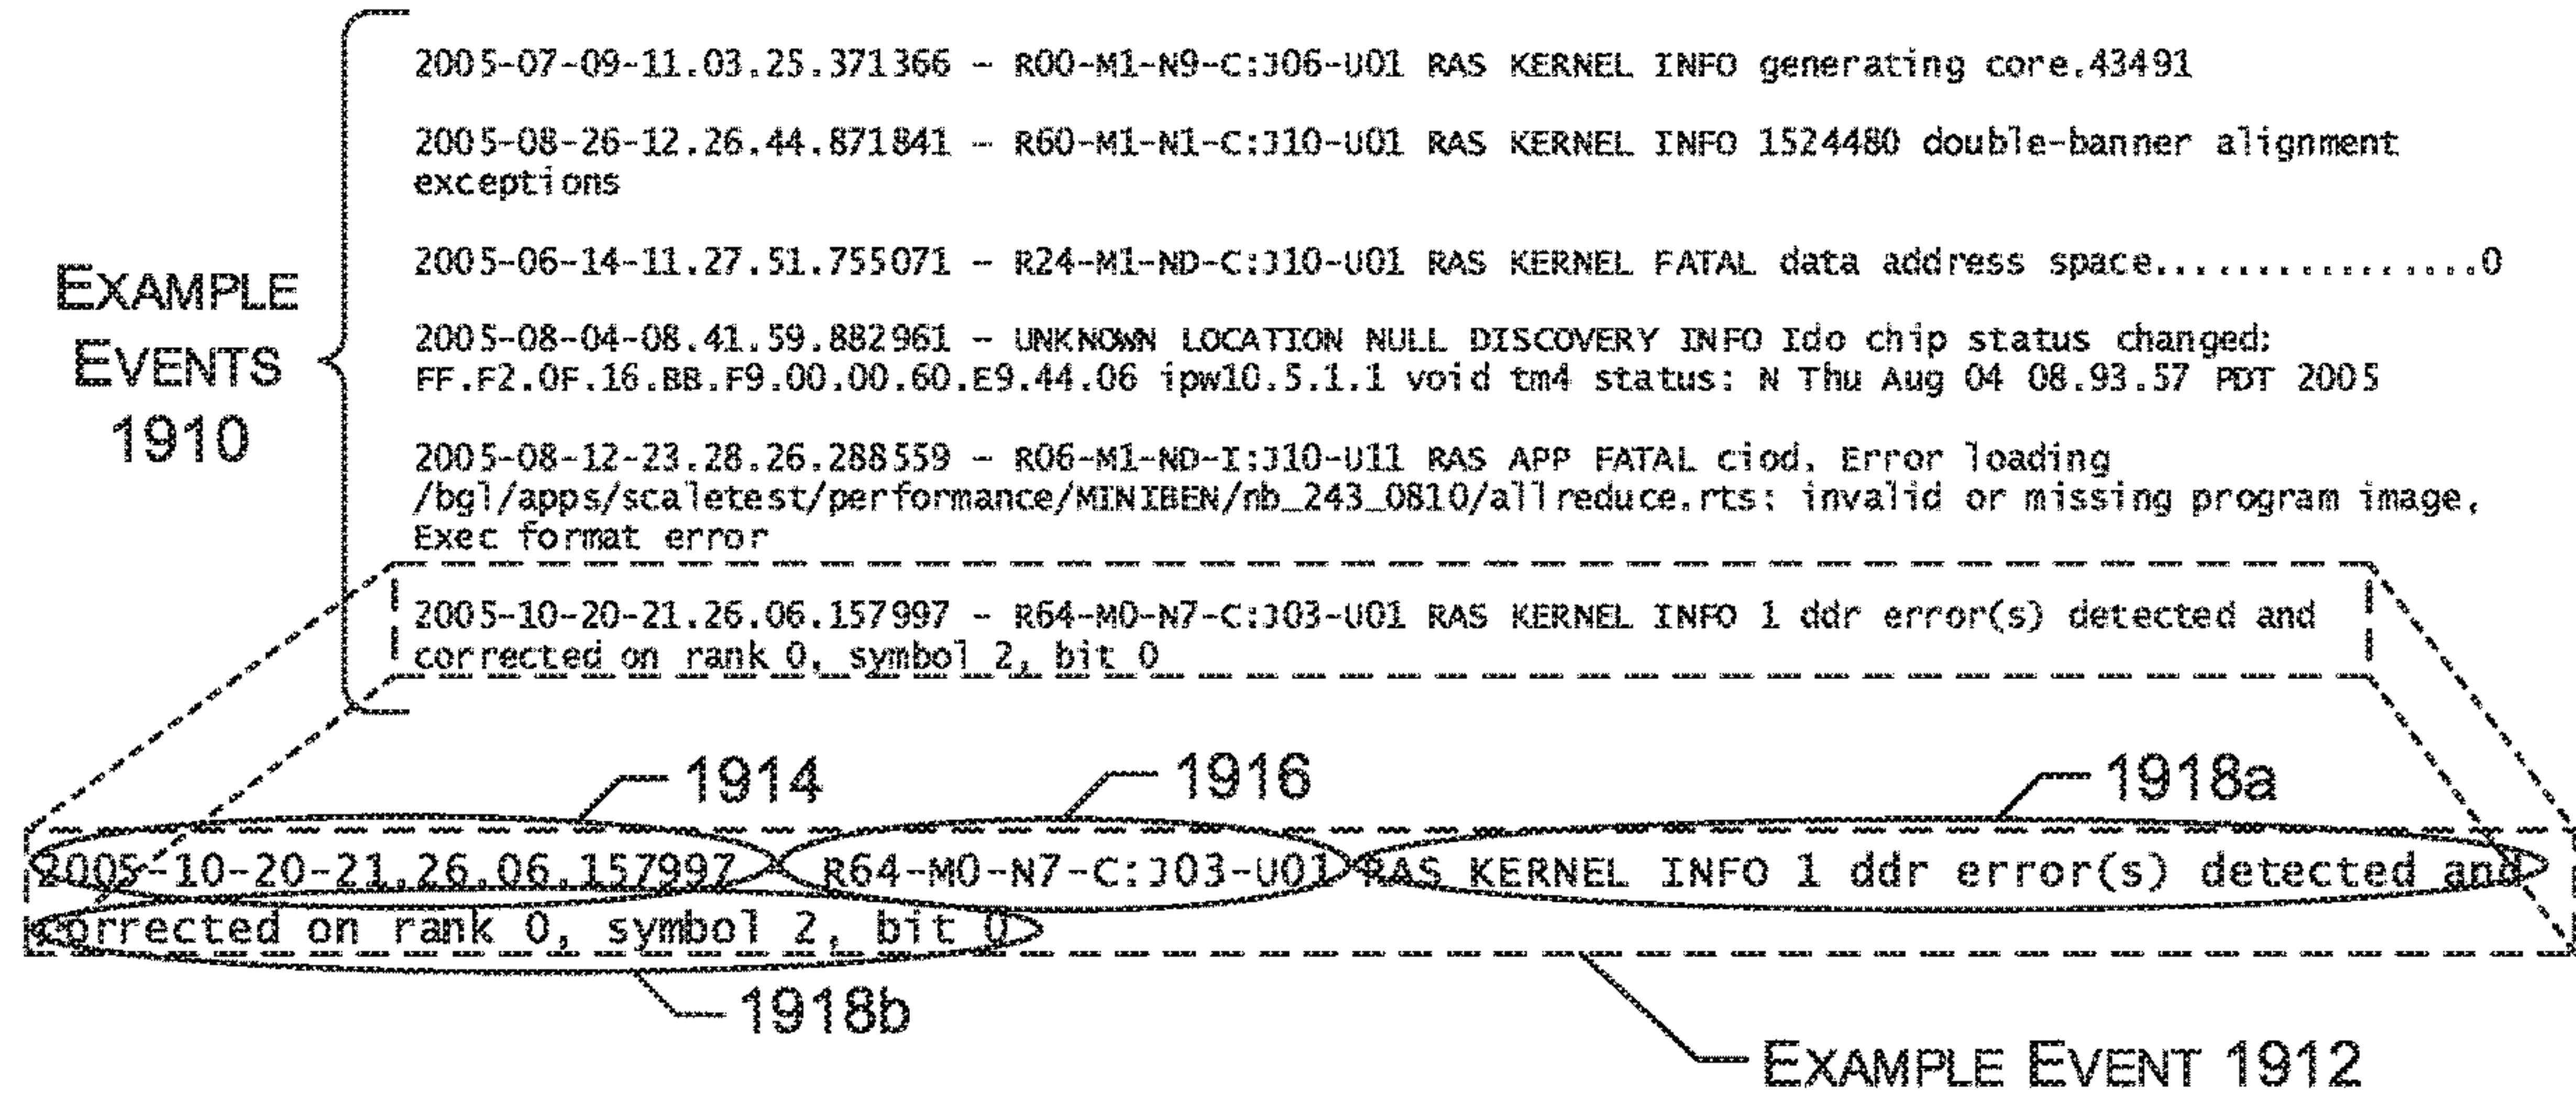 2005-07-09-11.03.25.371366 – R00-M1-N9-C:J06-U01 RAS KERNEL INFO generating core.43491
2005-08-26-12.26.44.871841 – R60-M1-N1-C:J10-U01 RAS KERNEL INFO 1524480 double-banner alignment
exceptions
2005-06-14-11.27.51.755071 – R24-M1-ND-C:J10-U01 RAS KERNEL FATAL data address space................0
2005-08-04-08.41.59.882961 – UNKNOWN LOCATION NULL DISCOVERY INFO Ido chip status changed:
FF.F2.0F.16.BB.F9.00.00.60.E9.44.06 ipw10.5.1.1 void tm4 status: N Thu Aug 04 08.93.57 PDT 2005
2005-08-12-23.28.26.288559 – R06-M1-ND-I:J10-U11 RAS APP FATAL ciod. Error loading
/bgl/apps/scaletest/performance/MINIBEN/mb_243_0810/allreduce.rts: invalid or missing program image,
Exec format error
2005-10-20-21.26.06.157997 – R64-M0-N7-C:J03-U01 RAS KERNEL INFO 1 ddr error(s) detected and
corrected on rank 0, symbol 2, bit 0
EXAMPLE
EVENTS
1910
1914
1916
1918a
2005-10-20-21.26.06.157997 R64-M0-N7-C:J03-U01 RAS KERNEL INFO 1 ddr error(s) detected and
corrected on rank 0, symbol 2, bit 0
1918b
EXAMPLE EVENT 1912